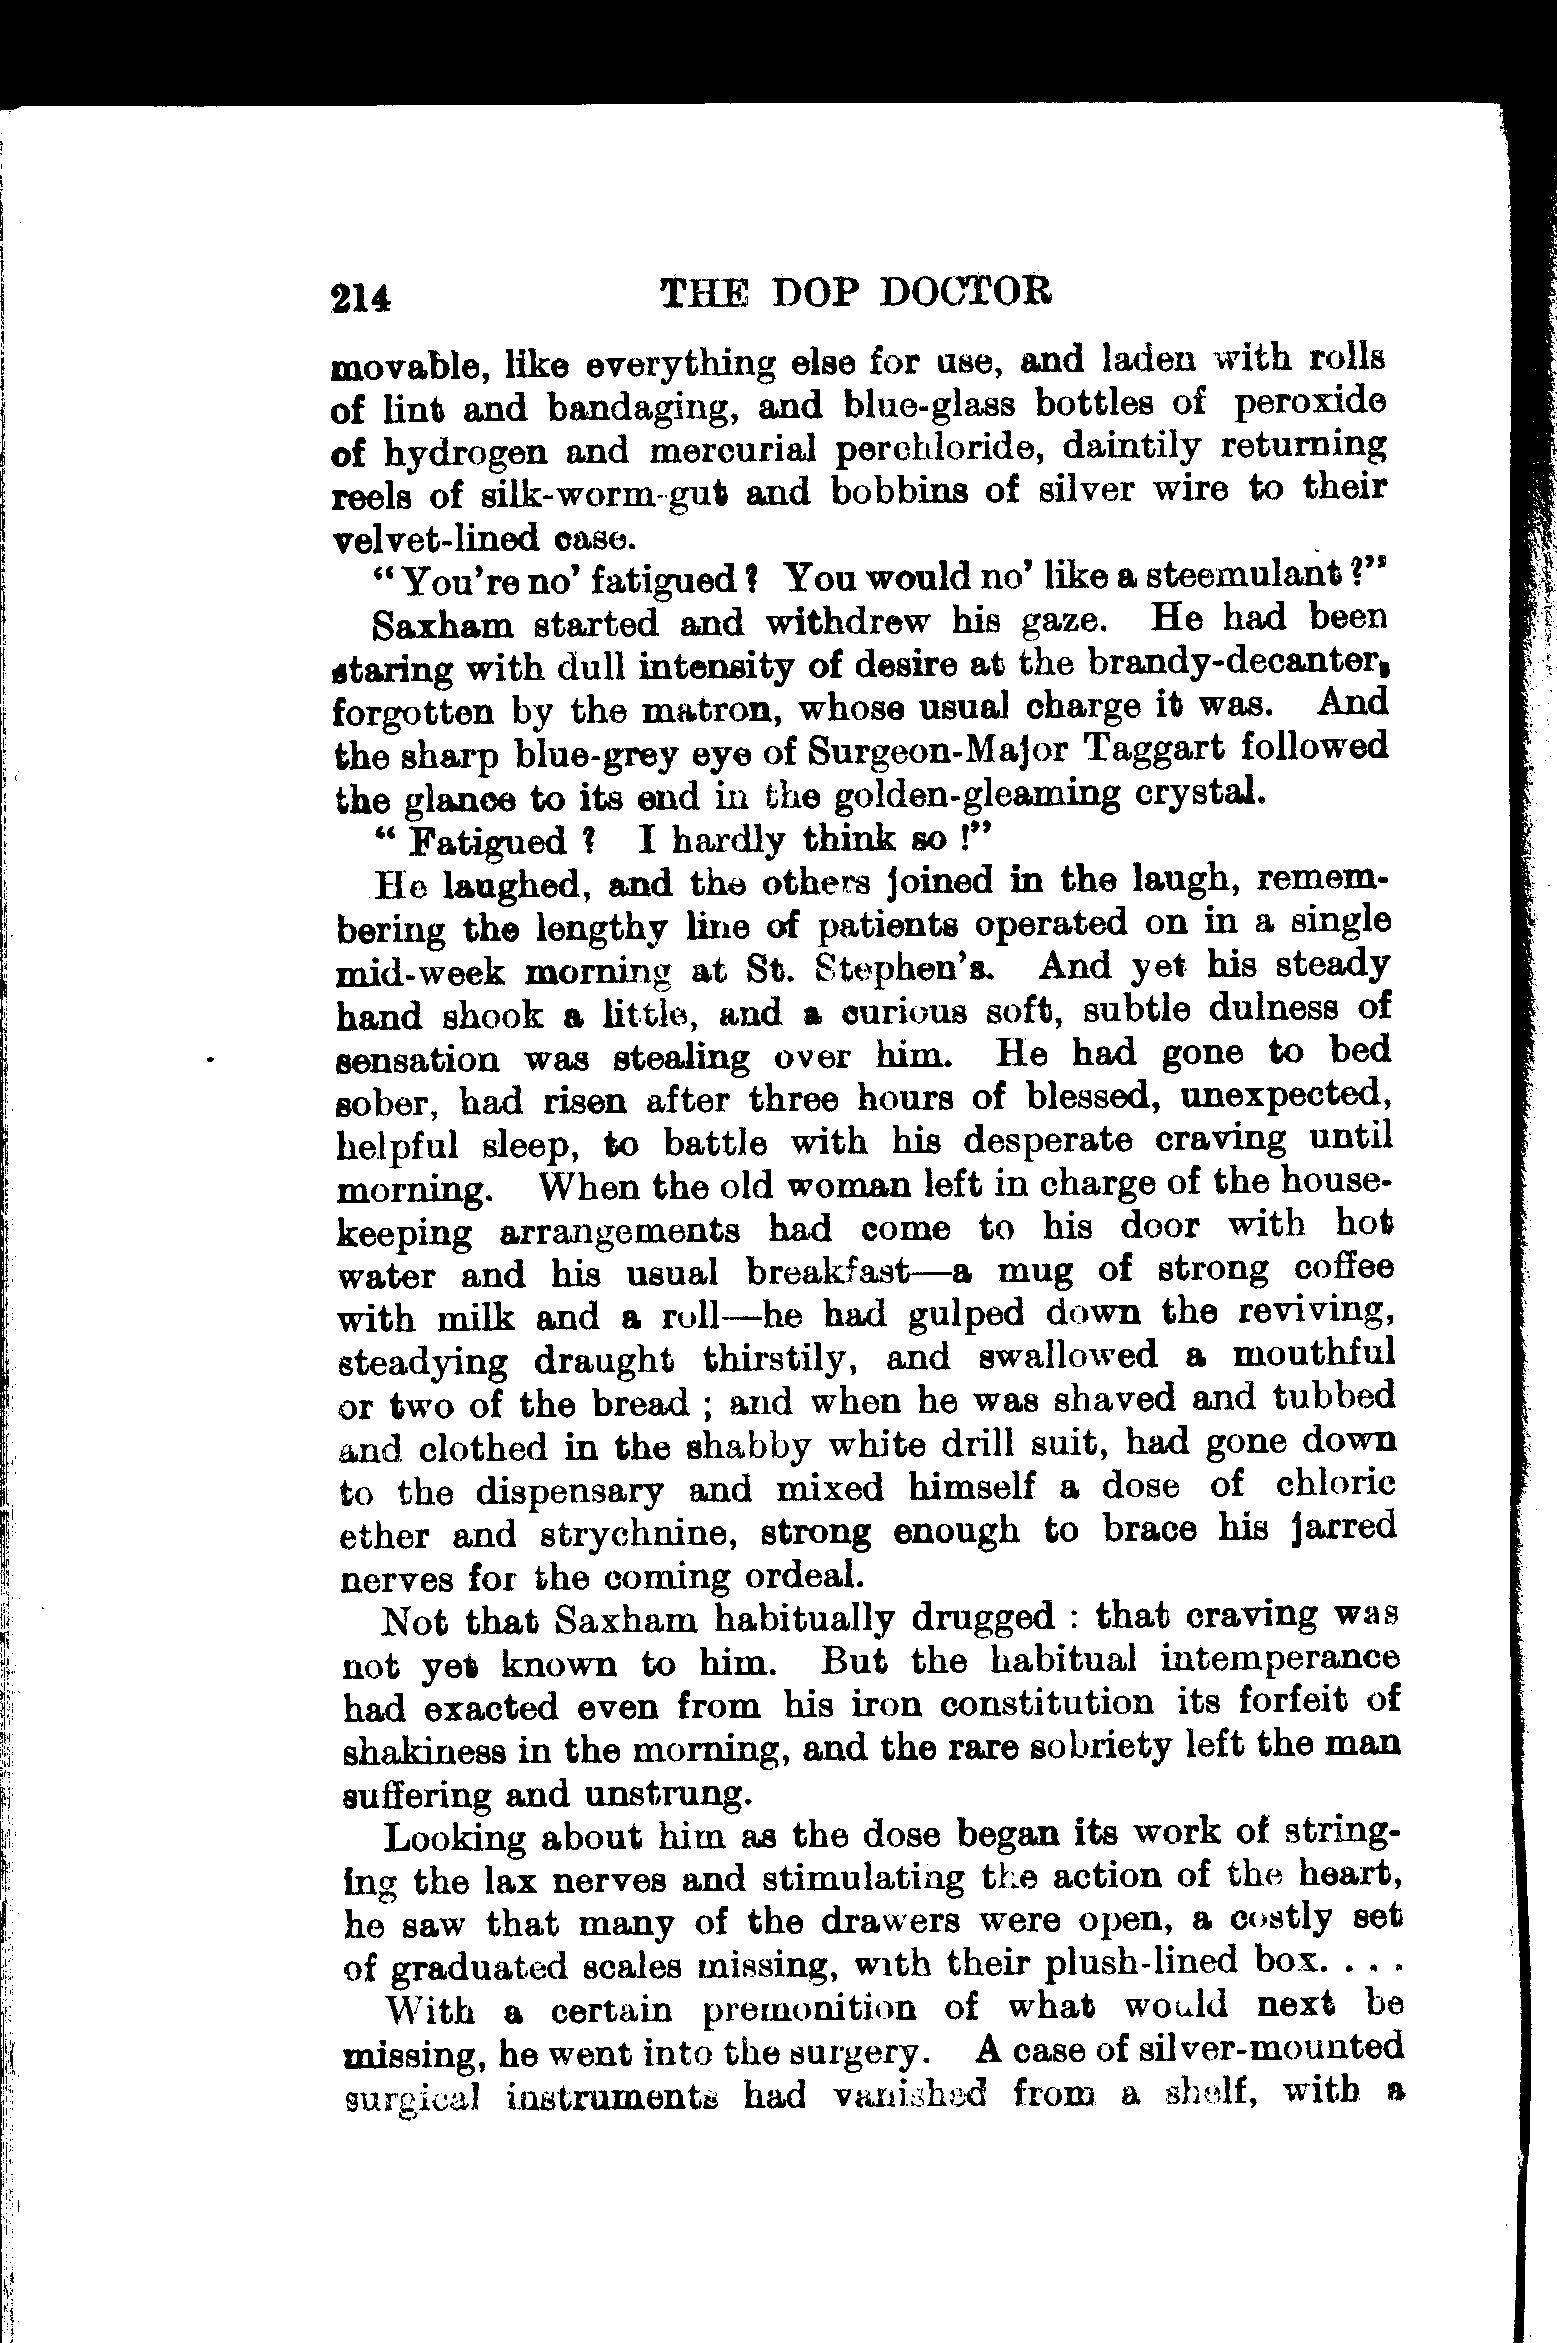 214 THE DOP DOCTOR
movable, like everything else for use, and laden with rolls
of lint and bandaging, and blue-glass bottles of peroxide
of hydrogen and mercurial perchloride, daintily returning
reels of silk-worm-gut and bobbins of silver wire to their
velvet-lined case.
“You're no' fatigued? You would no' like a steemulant?”
Saxham started and withdrew his gaze. He had been
staring with dull intensity of desire at the brandy-decanter,
forgotten by the matron, whose usual charge it was. And
the sharp blue-grey eye of Surgeon-Major Taggart followed
the glance to its end in the golden-gleaming crystal.
“Fatigued? I hardly think so!”
He laughed, and the others joined in the laugh, remem-
bering the lengthy line of patients operated on in a single
mid-week morning at St. Stephen's. And yet his steady
hand shook a little, and a curious soft, subtle dulness of
sensation was stealing over him. He had gone to bed
sober, had risen after three hours of blessed, unexpected,
helpful sleep, to battle with his desperate craving until
morning. When the old woman left in charge of the house-
keeping arrangements had come to his door with hot
water and his usual breakfast—a mug of strong coffee
with milk and a roll—he had gulped down the reviving,
steadying draught thirstily, and swallowed a mouthful
or two of the bread; and when he was shaved and tubbed
and clothed in the shabby white drill suit, had gone down
to the dispensary and mixed himself a dose of chloric
ether and strychnine, strong enough to brace his jarred
nerves for the coming ordeal.
Not that Saxham habitually drugged: that craving was
not yet known to him. But the habitual intemperance
had exacted even from his iron constitution its forfeit of
shakiness in the morning, and the rare sobriety left the man
suffering and unstrung.
Looking about him as the dose began its work of string-
ing the lax nerves and stimulating the action of the heart,
he saw that many of the drawers were open, a costly set
of graduated scales missing, with their plush-lined box. . . .
With a certain premonition of what would next be
missing, he went into the surgery. A case of silver-mounted
surgical instruments had vanished from a shelf, with a